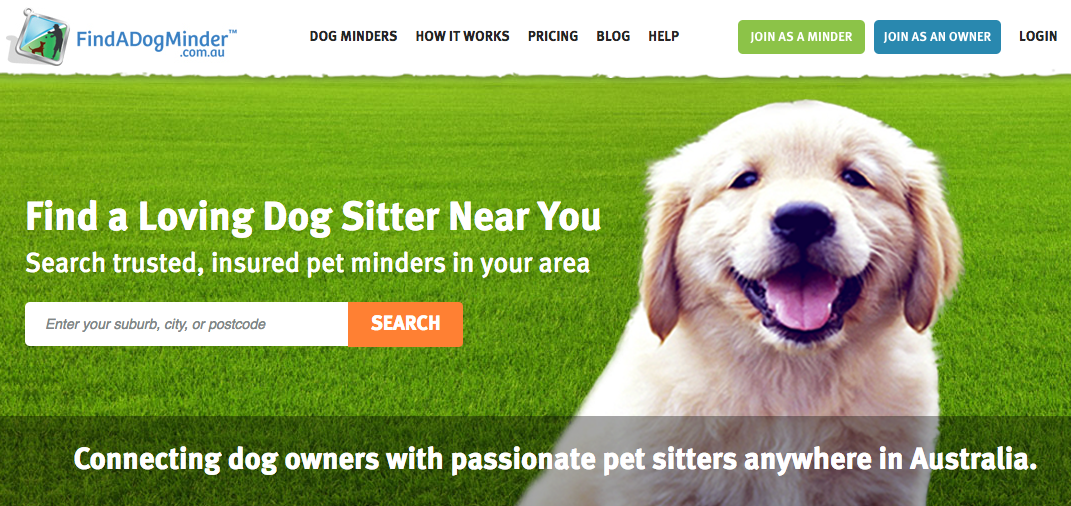 FindADogMinder™
.com.au
DOG MINDERS HOW IT WORKS PRICING BLOG HELP JOIN AS A MINDER JOIN AS AN OWNER LOGIN
Find a Loving Dog Sitter Near You
Search trusted, insured pet minders in your area
Enter your suburb, city, or postcode SEARCH
Connecting dog owners with passionate pet sitters anywhere in Australia.